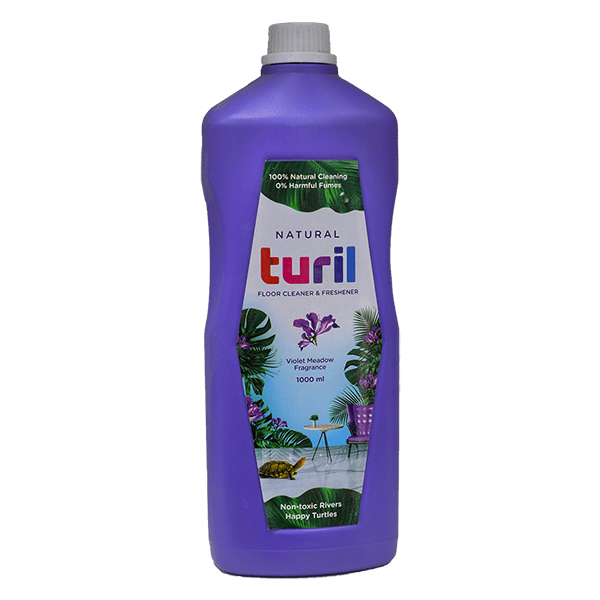 100% Natural Cleaning
0% Harmful Fumes
NATURAL
turil
FLOOR CLEANER & FRESHENER
Violet Meadow
Fragrance
1000 ml
Non-toxic Rivers
Happy Turtles